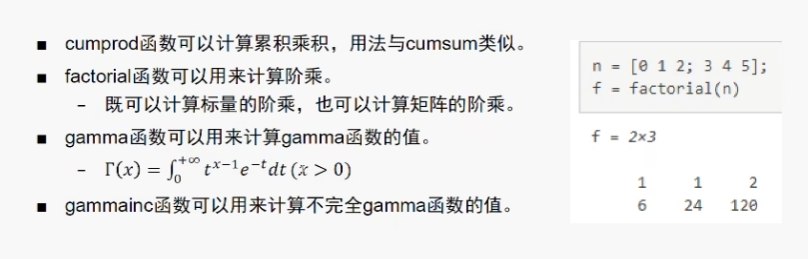 ■ cumprod函数可以计算累积乘积，用法与cumsum类似。
■ factorial函数可以用来计算阶乘。
– 既可以计算标量的阶乘，也可以计算矩阵的阶乘。
■ gamma函数可以用来计算gamma函数的值。
– Γ(x) = ∫₀⁺∞ tˣ⁻¹e⁻ᵗdt (x > 0)
■ gammainc函数可以用来计算不完全gamma函数的值。
n = [0 1 2; 3 4 5];
f = factorial(n)
f = 2×3
1 1 2
6 24 120